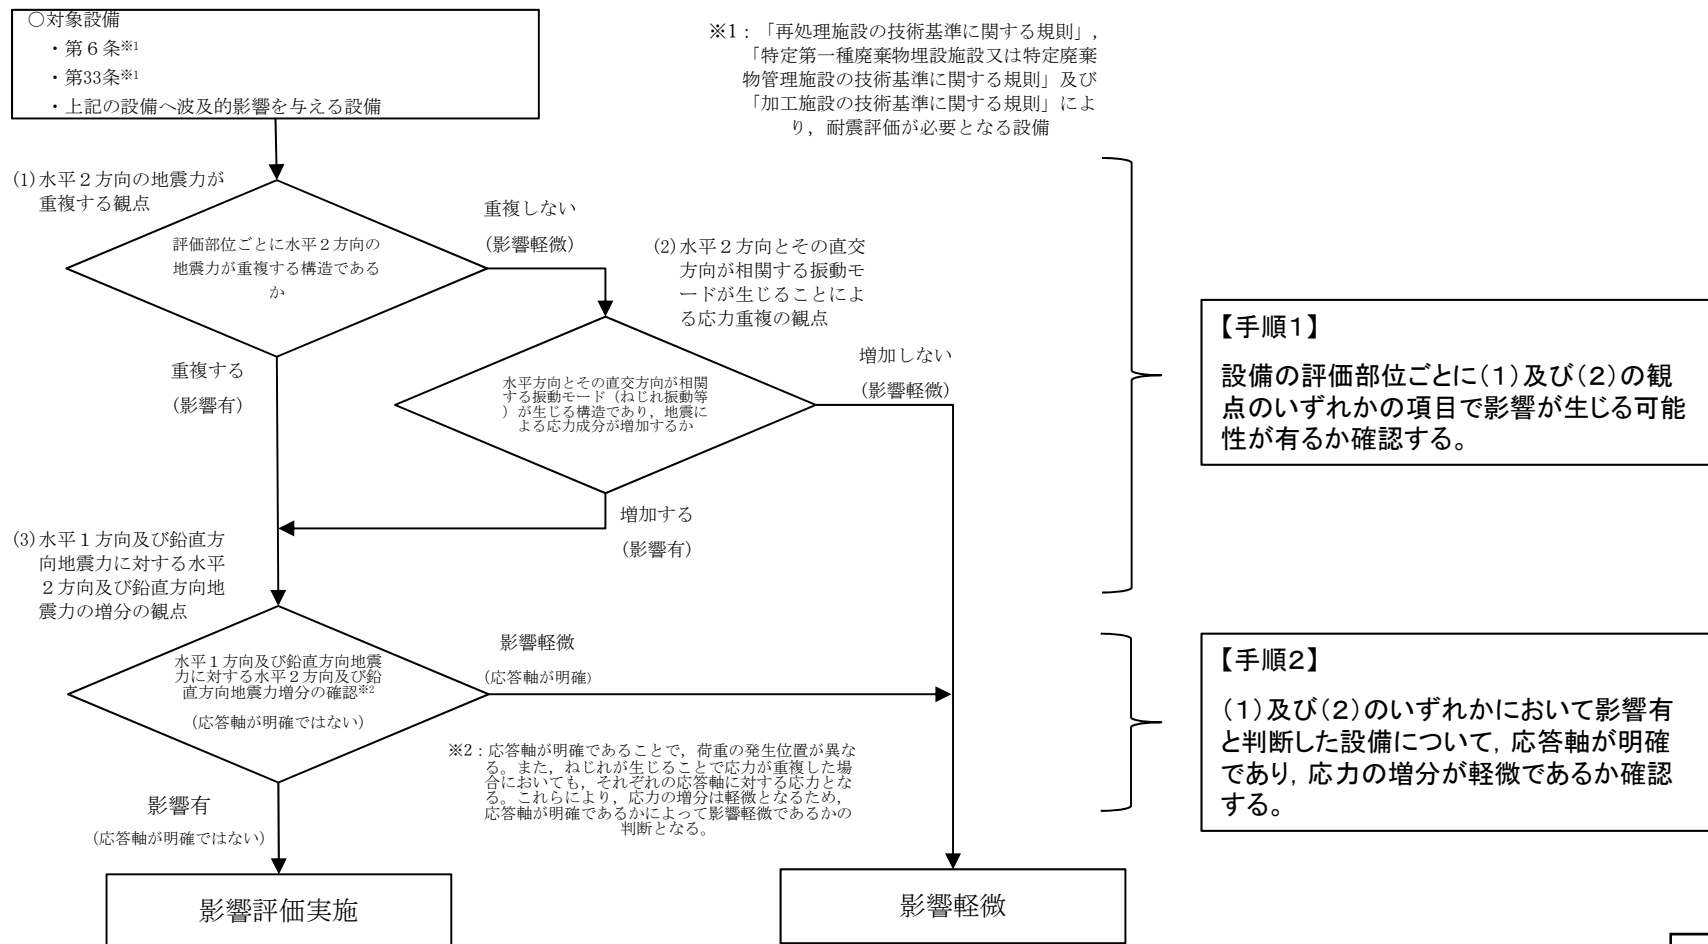 ○対象設備
・第6条※1
・第33条※1
・上記の設備へ波及的影響を与える設備
※1：「再処理施設の技術基準に関する規則」，
「特定第一種廃棄物埋設施設又は特定廃棄
物管理施設の技術基準に関する規則」及び
「加工施設の技術基準に関する規則」によ
り，耐震評価が必要となる設備
(1)水平２方向の地震力が
重複する観点
評価部位ごとに水平２方向の
地震力が重複する構造である
か
重複しない
(影響軽微)
(2)水平２方向とその直交
方向が相関する振動モ
ードが生じることによ
る応力重複の観点
重複する
(影響有)
水平方向とその直交方向が相関
する振動モード（ねじれ振動等
）が生じる構造であり，地震に
よる応力成分が増加するか
増加しない
(影響軽微)
増加する
(影響有)
【手順１】
設備の評価部位ごとに（１）及び（２）の観
点のいずれかの項目で影響が生じる可能
性が有るか確認する。
(3)水平１方向及び鉛直方
向地震力に対する水平
２方向及び鉛直方向地
震力の増分の観点
水平１方向及び鉛直方向地震
力に対する水平２方向及び鉛
直方向地震力増分の確認※2
（応答軸が明確ではない）
影響軽微
(応答軸が明確)
※2：応答軸が明確であることで，荷重の発生位置が異な
る。また，ねじれが生じることで応力が重複した場
合においても，それぞれの応答軸に対する応力とな
る。これらにより，応力の増分は軽微となるため，
応答軸が明確であるかによって影響軽微であるかの
判断となる。
影響有
(応答軸が明確ではない)
【手順２】
（１）及び（２）のいずれかにおいて影響有
と判断した設備について，応答軸が明確
であり，応力の増分が軽微であるか確認
する。
影響評価実施
影響軽微